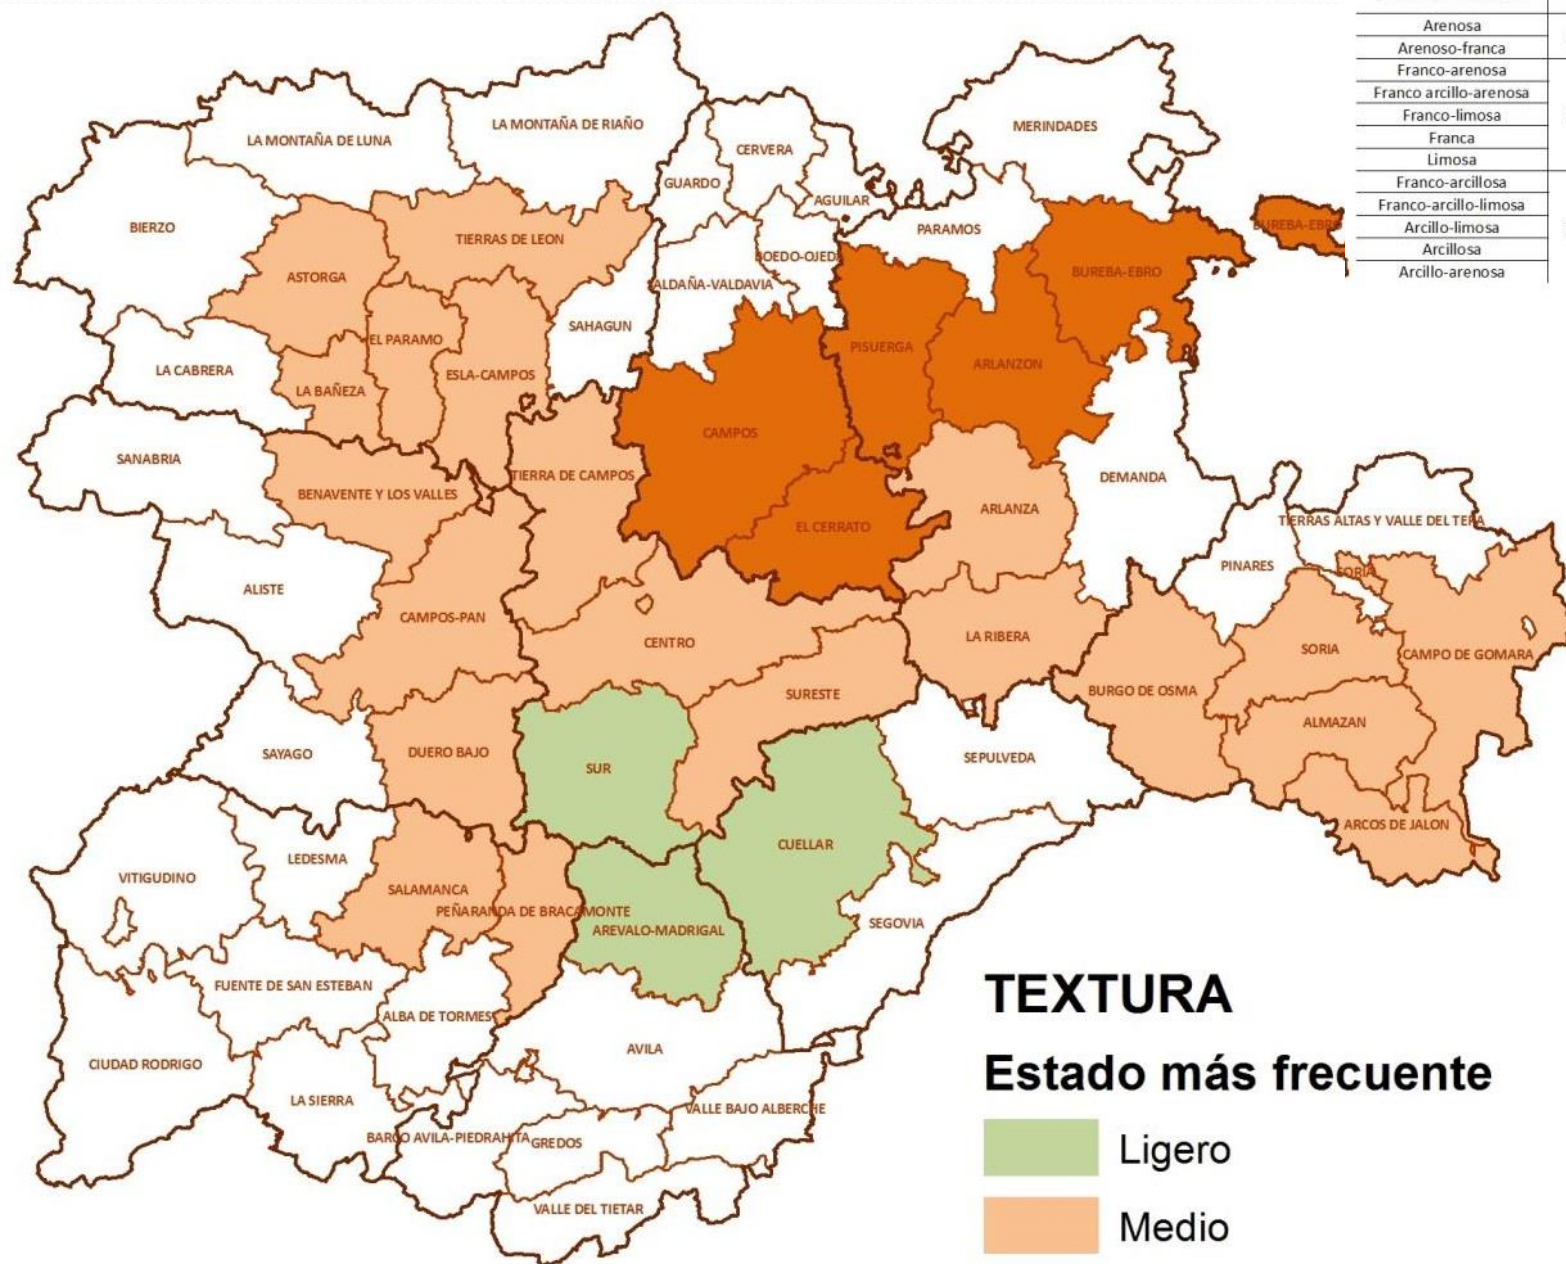 Arenosa
Arenoso-franca
Franco-arenosa
Franco arcillo-arenosa
Franco-limosa
Franca
Limosa
Franco-arcillosa
Franco-arcillo-limosa
Arcillo-limosa
Arcillosa
Arcillo-arenosa
LA MONTAÑA DE RIAÑO
MERINDADES
LA MONTAÑA DE LUNA
CERVERA
GUARDO
AGUILAR
BIERZO
PARAMOS
BUREBA-EBRO
TIERRAS DE LEON
BOEDO-OJED
ASTORGA
BUREBA-EBRO
ALDAÑA-VALDAVIA
SAHAGUN
EL PARAMO
PISUERGA
ARLANZON
LA CABRERA
ESLA-CAMPOS
LA BAÑEZA
CAMPOS
SANABRIA
TIERRA DE CAMPOS
DEMANDA
BENAVENTE Y LOS VALLES
ARLANZA
EL CERRATO
TIERRAS ALTAS Y VALLE DEL TERA
PINARES
SORIA
ALISTE
CAMPOS-PAN
CENTRO
LA RIBERA
SORIA
CAMPO DE GOMARA
BURGO DE OSMA
SURESTE
ALMAZAN
SAYAGO
DUERO BAJO
SEPULVEDA
SUR
ARCOS DE JALON
CUELLAR
LEDESMA
VITIGUDINO
SALAMANCA
PEÑARANDA DE BRACAMONTE
AREVALO-MADRIGAL
SEGOVIA
FUENTE DE SAN ESTEBAN
ALBA DE TORMES
AVILA
CIUDAD RODRIGO
LA SIERRA
VALLE BAJO ALBERCHE
BARCO AVILA-PIEDRAHITA
GREDOS
VALLE DEL TIETAR
TEXTURA
Estado más frecuente
Ligero
Medio